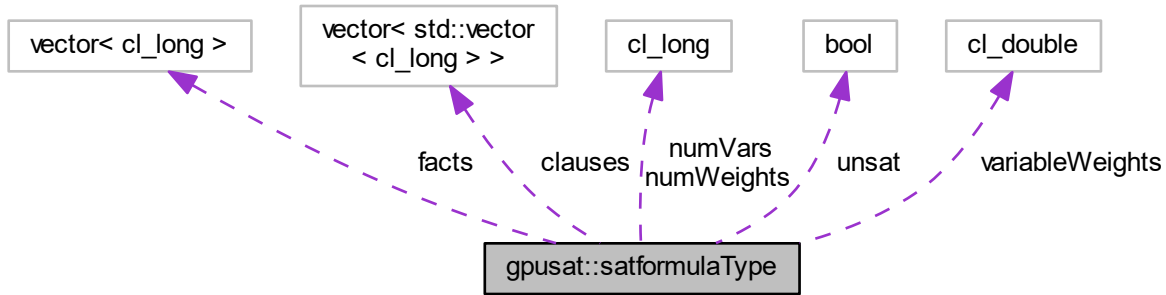 vector< cl_long >
vector< std::vector
< cl_long > >
cl_long
bool
cl_double
facts
clauses
numVars
numWeights
unsat
variableWeights
gpusat::satformulaType